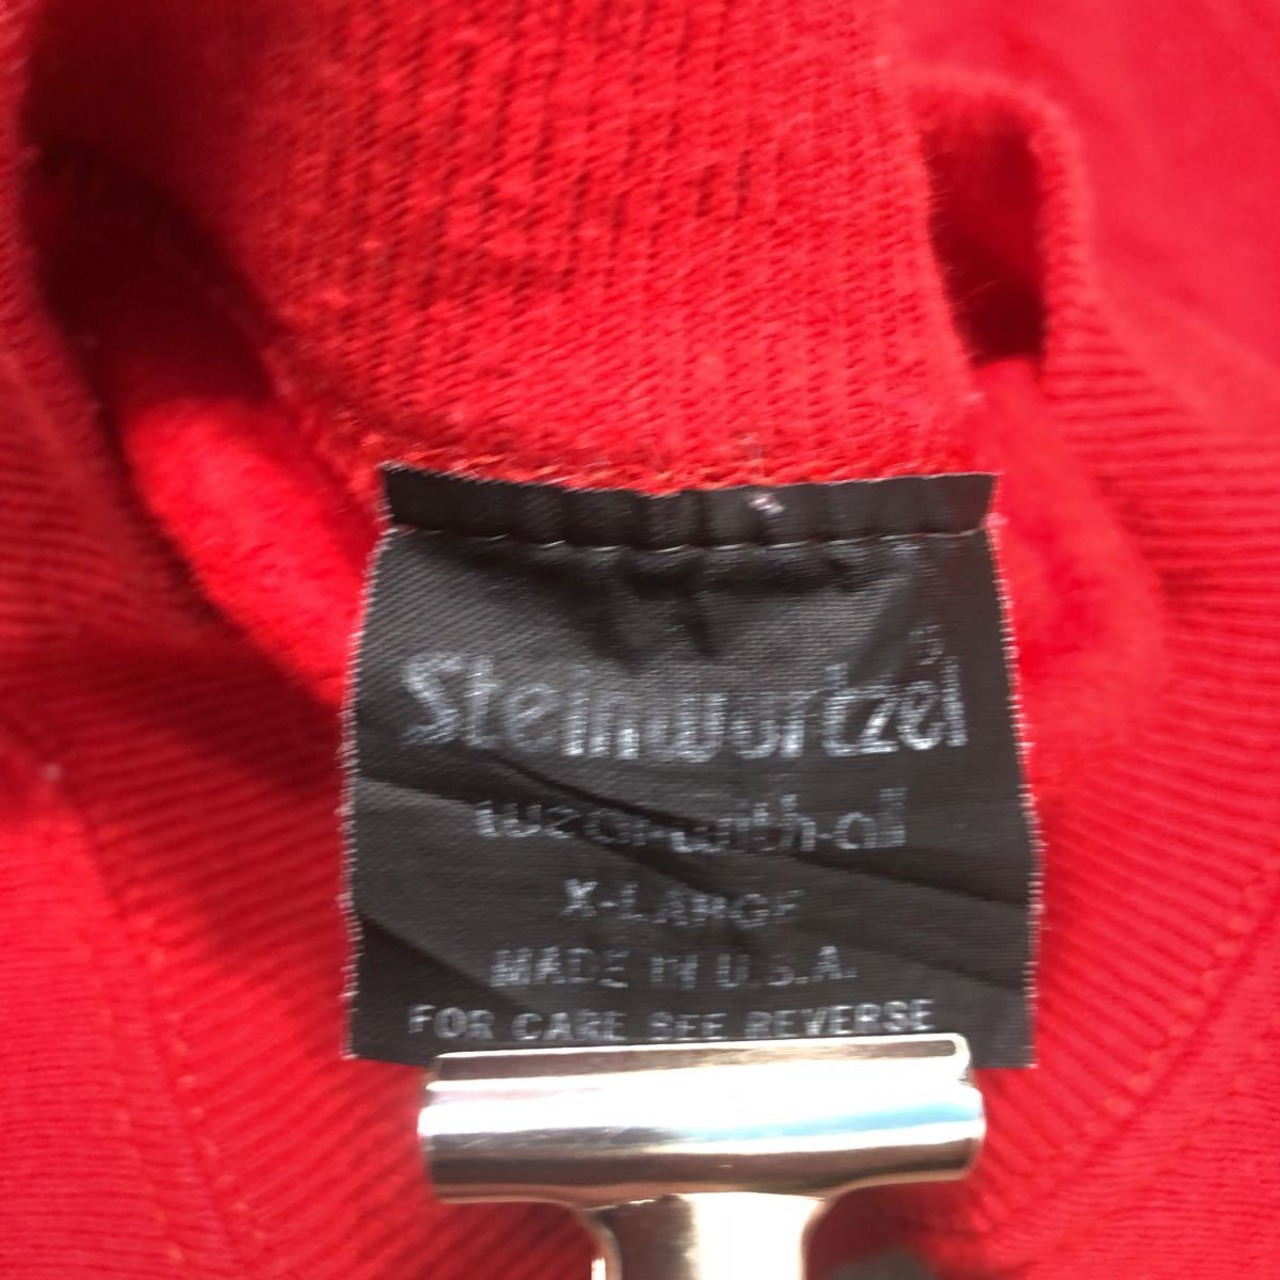 Steinwurtzel
wear-with-all
X-LARGE
MADE IN U.S.A.
FOR CARE SEE REVERSE